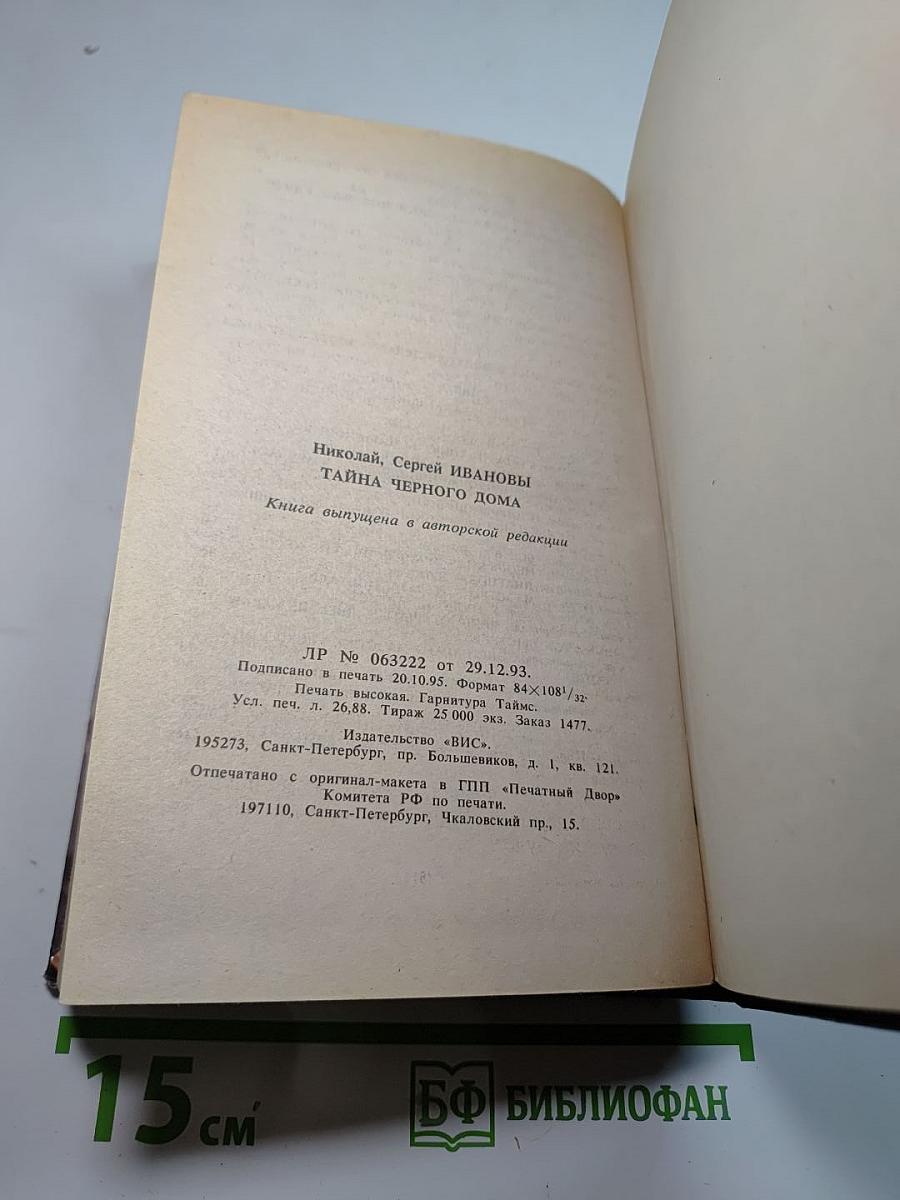 Николай, Сергей ИВАНОВЫ
ТАЙНА ЧЕРНОГО ДОМА
Книга выпущена в авторской редакции
ЛР № 063222 от 29.12.93.
Подписано в печать 20.10.95. Формат 84×108¹/₃₂.
Печать высокая. Гарнитура Таймс.
Усл. печ. л. 26,88. Тираж 25 000 экз. Заказ 1477.
Издательство «ВИС».
195273, Санкт-Петербург, пр. Большевиков, д. 1, кв. 121.
Отпечатано с оригинал-макета в ГПП «Печатный Двор»
Комитета РФ по печати.
197110, Санкт-Петербург, Чкаловский пр., 15.
15 см
БФ БИБЛИОФАН